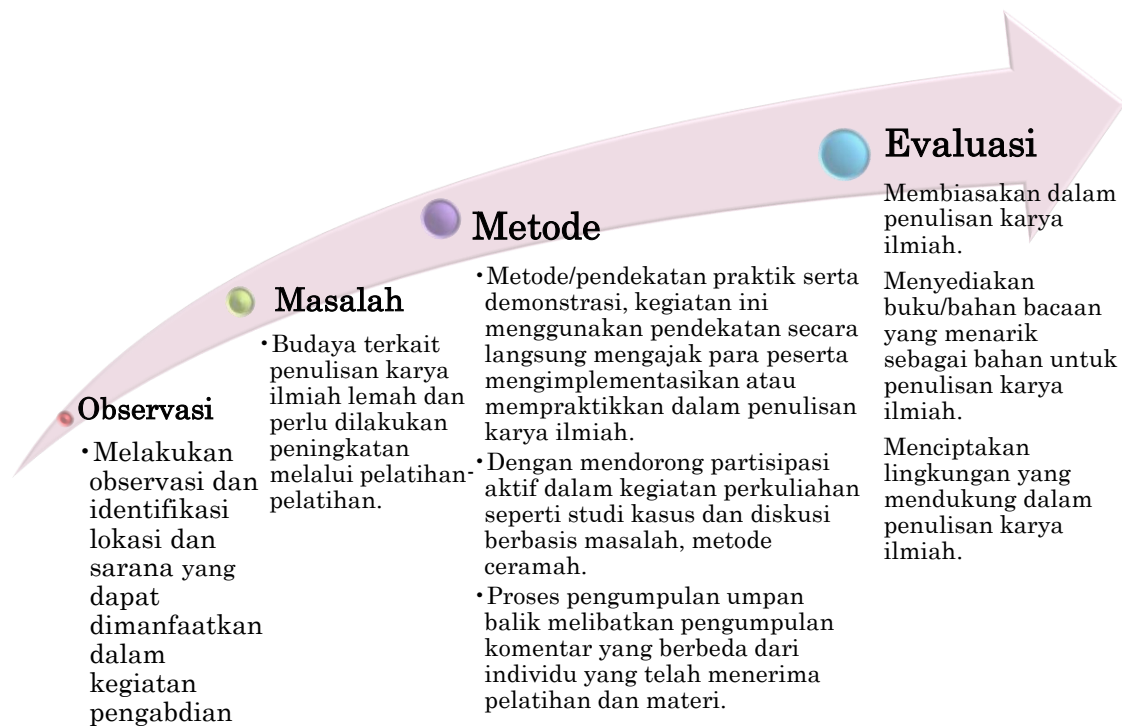 Observasi
•Melakukan
observasi dan
identifikasi
lokasi dan
sarana yang
dapat
dimanfaatkan
dalam
kegiatan
pengabdian
Masalah
•Budaya terkait
penulisan karya
ilmiah lemah dan
perlu dilakukan
peningkatan
melalui pelatihan-
pelatihan.
Metode
•Metode/pendekatan praktik serta
demonstrasi, kegiatan ini
menggunakan pendekatan secara
langsung mengajak para peserta
mengimplementasikan atau
mempraktikkan dalam penulisan
karya ilmiah.
•Dengan mendorong partisipasi
aktif dalam kegiatan perkuliahan
seperti studi kasus dan diskusi
berbasis masalah, metode
ceramah.
•Proses pengumpulan umpan
balik melibatkan pengumpulan
komentar yang berbeda dari
individu yang telah menerima
pelatihan dan materi.
Evaluasi
Membiasakan dalam
penulisan karya
ilmiah.
Menyediakan
buku/bahan bacaan
yang menarik
sebagai bahan untuk
penulisan karya
ilmiah.
Menciptakan
lingkungan yang
mendukung dalam
penulisan karya
ilmiah.